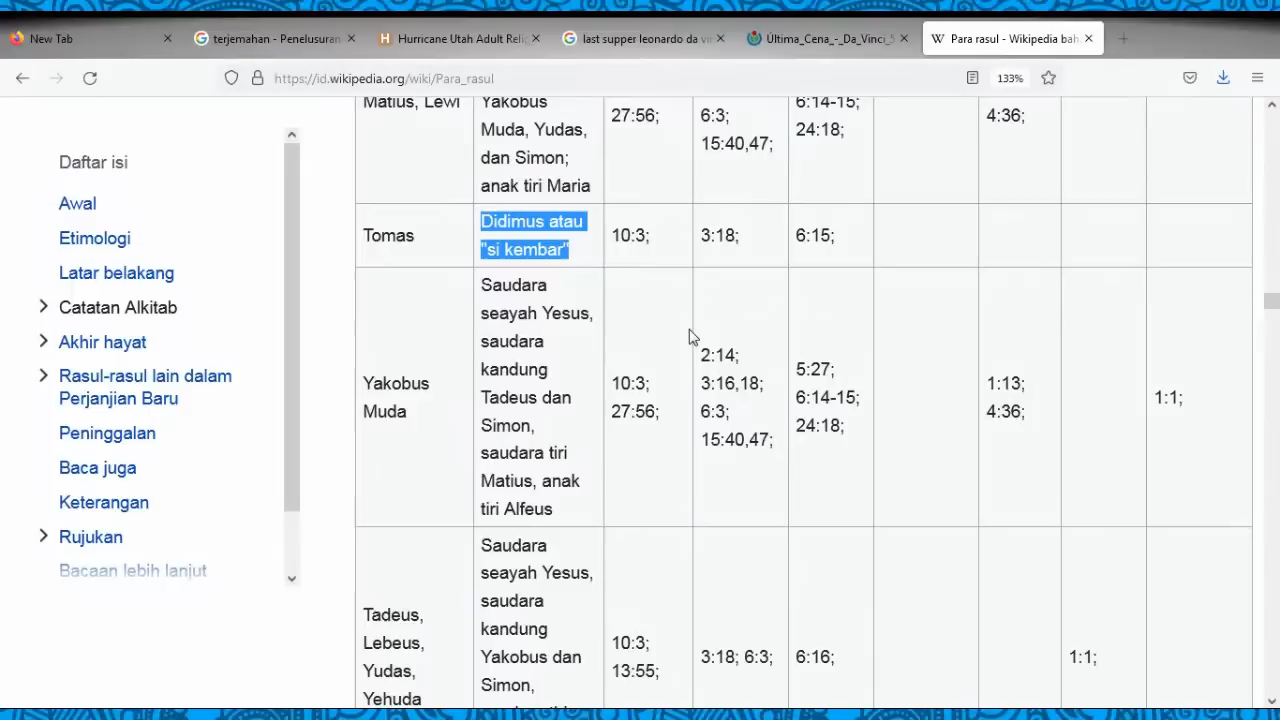 New Tab
terjemahan - Penelusuran
Hurricane Utah Adult Reli
last supper leonardo da vi
Última_Cena_-_Da_Vinci_5
Para rasul - Wikipedia bah
https://id.wikipedia.org/wiki/Para_rasul
133%
Daftar isi
Awal
Etimologi
Latar belakang
Catatan Alkitab
Akhir hayat
Rasul-rasul lain dalam
Perjanjian Baru
Peninggalan
Baca juga
Keterangan
Rujukan
Bacaan lebih lanjut
Matius, Lewi
Yakobus
Muda, Yudas,
dan Simon;
anak tiri Maria
27:56;
6:3;
15:40,47;
6:14-15;
24:18;
4:36;
Tomas
Didimus atau
"si kembar"
10:3;
3:18;
6:15;
Yakobus
Muda
Saudara
seayah Yesus,
saudara
kandung
Tadeus dan
Simon,
saudara tiri
Matius, anak
tiri Alfeus
10:3;
27:56;
2:14;
3:16,18;
6:3;
15:40,47;
5:27;
6:14-15;
24:18;
1:13;
4:36;
1:1;
Tadeus,
Lebeus,
Yudas,
Yehuda
Saudara
seayah Yesus,
saudara
kandung
Yakobus dan
Simon,
10:3;
13:55;
3:18; 6:3;
6:16;
1:1;